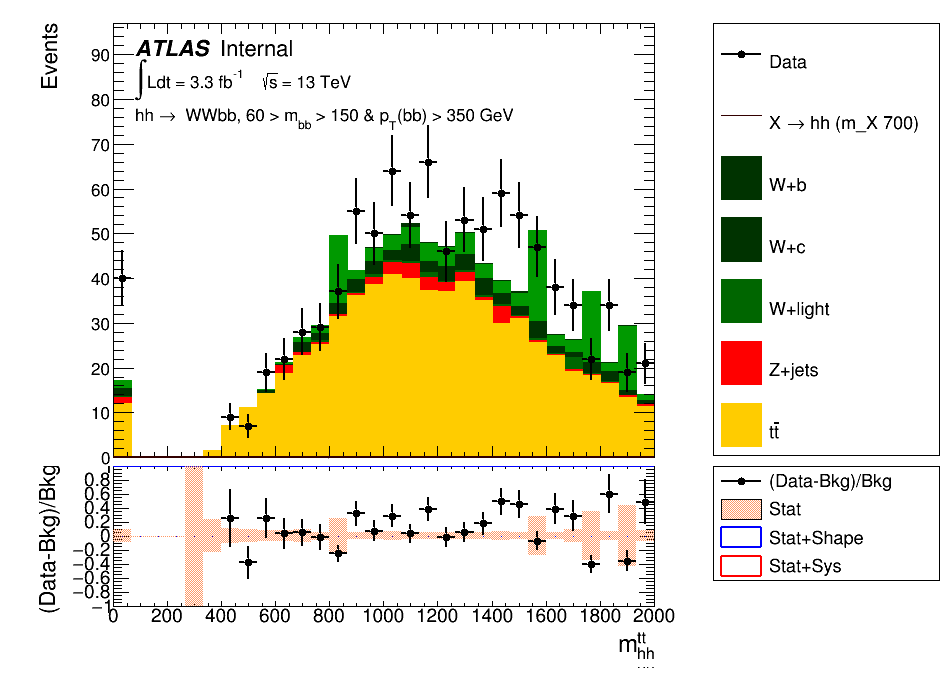 Events
90
80
70
60
50
40
30
20
10
0
ATLAS Internal
∫Ldt = 3.3 fb⁻¹ √s = 13 TeV
hh → WWbb, 60 > m_bb > 150 & p_T(bb) > 350 GeV
Data
X → hh (m_X 700)
W+b
W+c
W+light
Z+jets
tt̄
(Data-Bkg)/Bkg
0.8
0.6
0.4
0.2
0
−0.2
−0.4
−0.6
−0.8
−1
0 200 400 600 800 1000 1200 1400 1600 1800 2000
m_hh^tt
(Data-Bkg)/Bkg
Stat
Stat+Shape
Stat+Sys